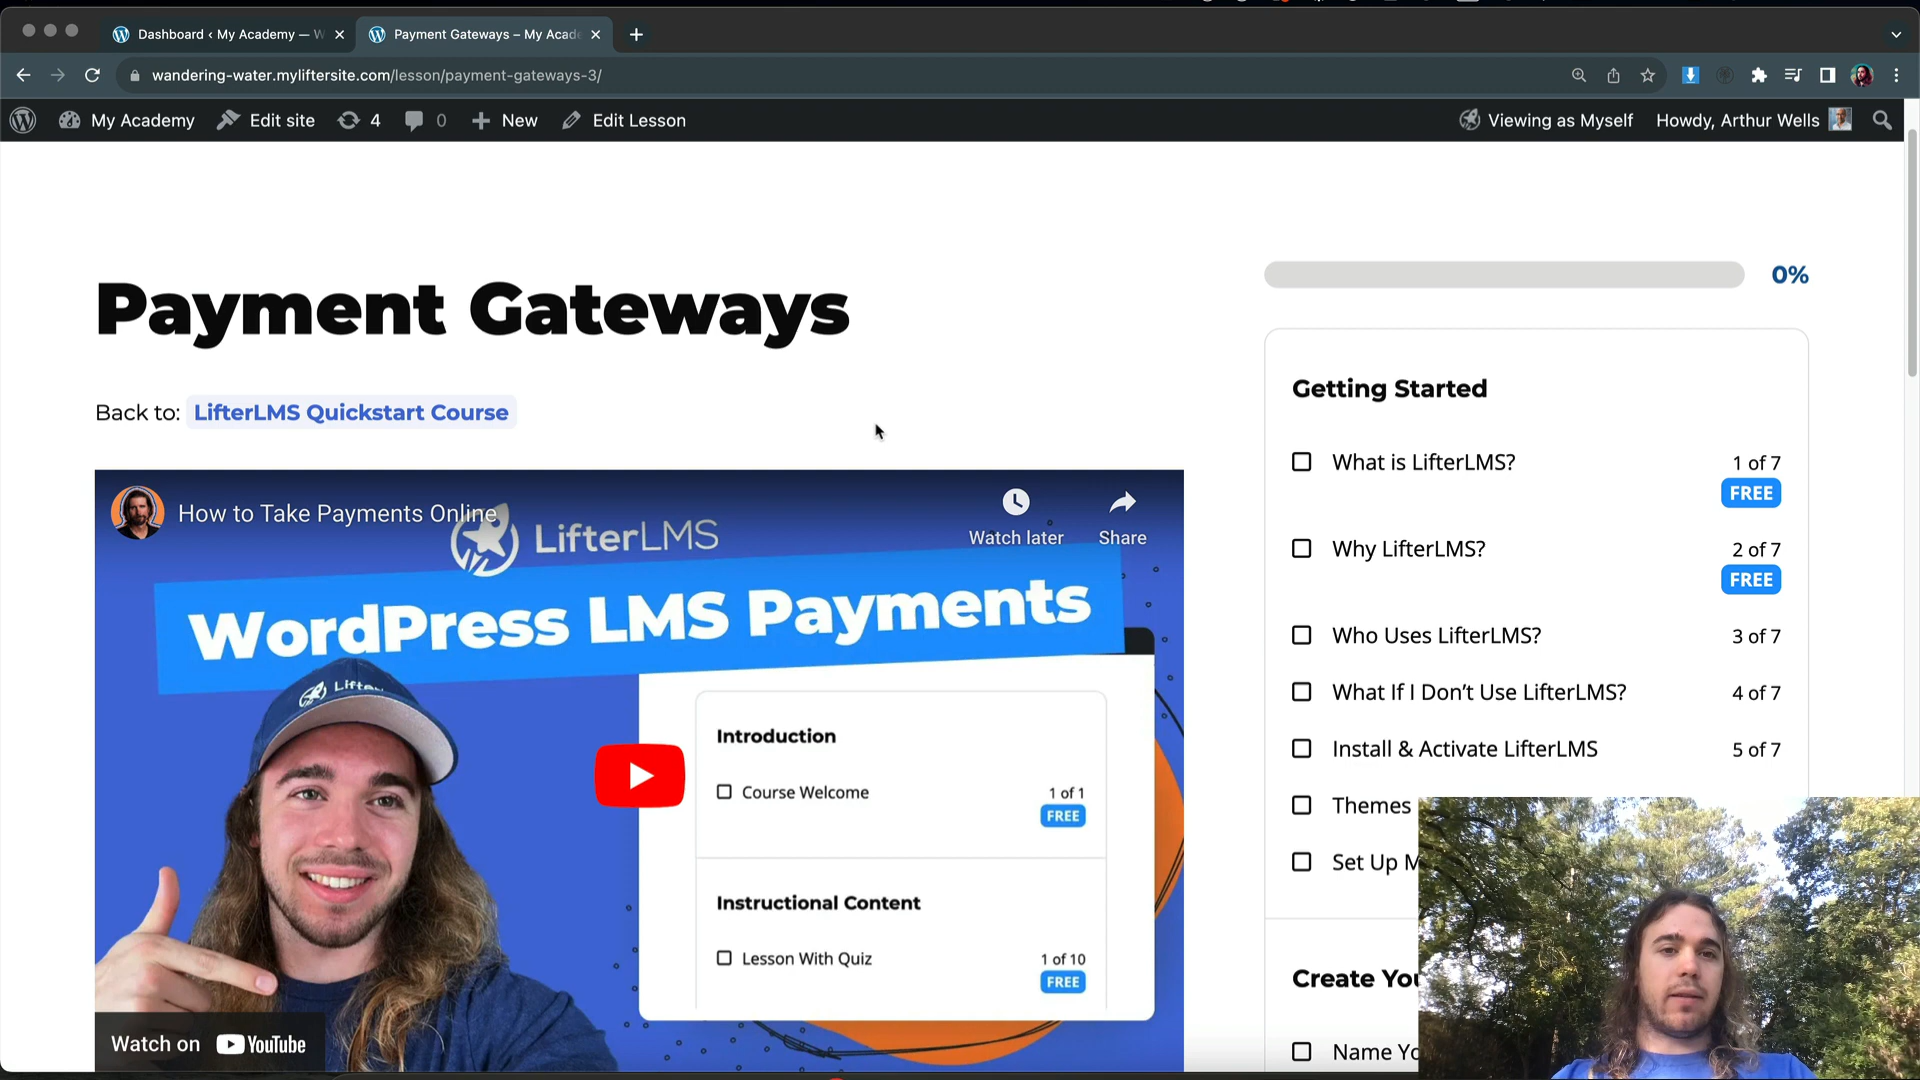 Dashboard ‹ My Academy — W
Payment Gateways – My Acade
wandering-water.myliftersite.com/lesson/payment-gateways-3/
My Academy
Edit site
4
0
New
Edit Lesson
Viewing as Myself
Howdy, Arthur Wells
Payment Gateways
Back to: LifterLMS Quickstart Course
How to Take Payments Online
LifterLMS
Watch later
Share
WordPress LMS Payments
Lifter
Introduction
Course Welcome
1 of 1
FREE
Instructional Content
Lesson With Quiz
1 of 10
FREE
Watch on YouTube
0%
Getting Started
What is LifterLMS?
1 of 7
FREE
Why LifterLMS?
2 of 7
FREE
Who Uses LifterLMS?
3 of 7
What If I Don’t Use LifterLMS?
4 of 7
Install & Activate LifterLMS
5 of 7
Themes
Set Up M
Create You
Name Yo